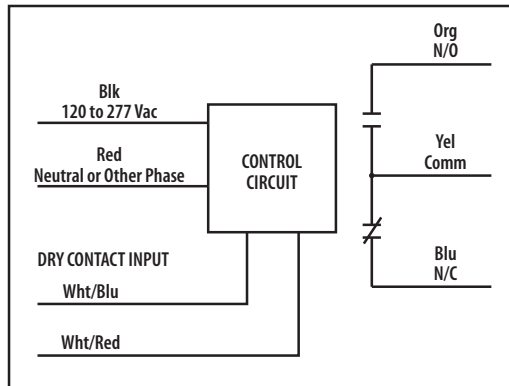 Blk
120 to 277 Vac
Red
Neutral or Other Phase
DRY CONTACT INPUT
Wht/Blu
Wht/Red
CONTROL
CIRCUIT
Org
N/O
Yel
Comm
Blu
N/C